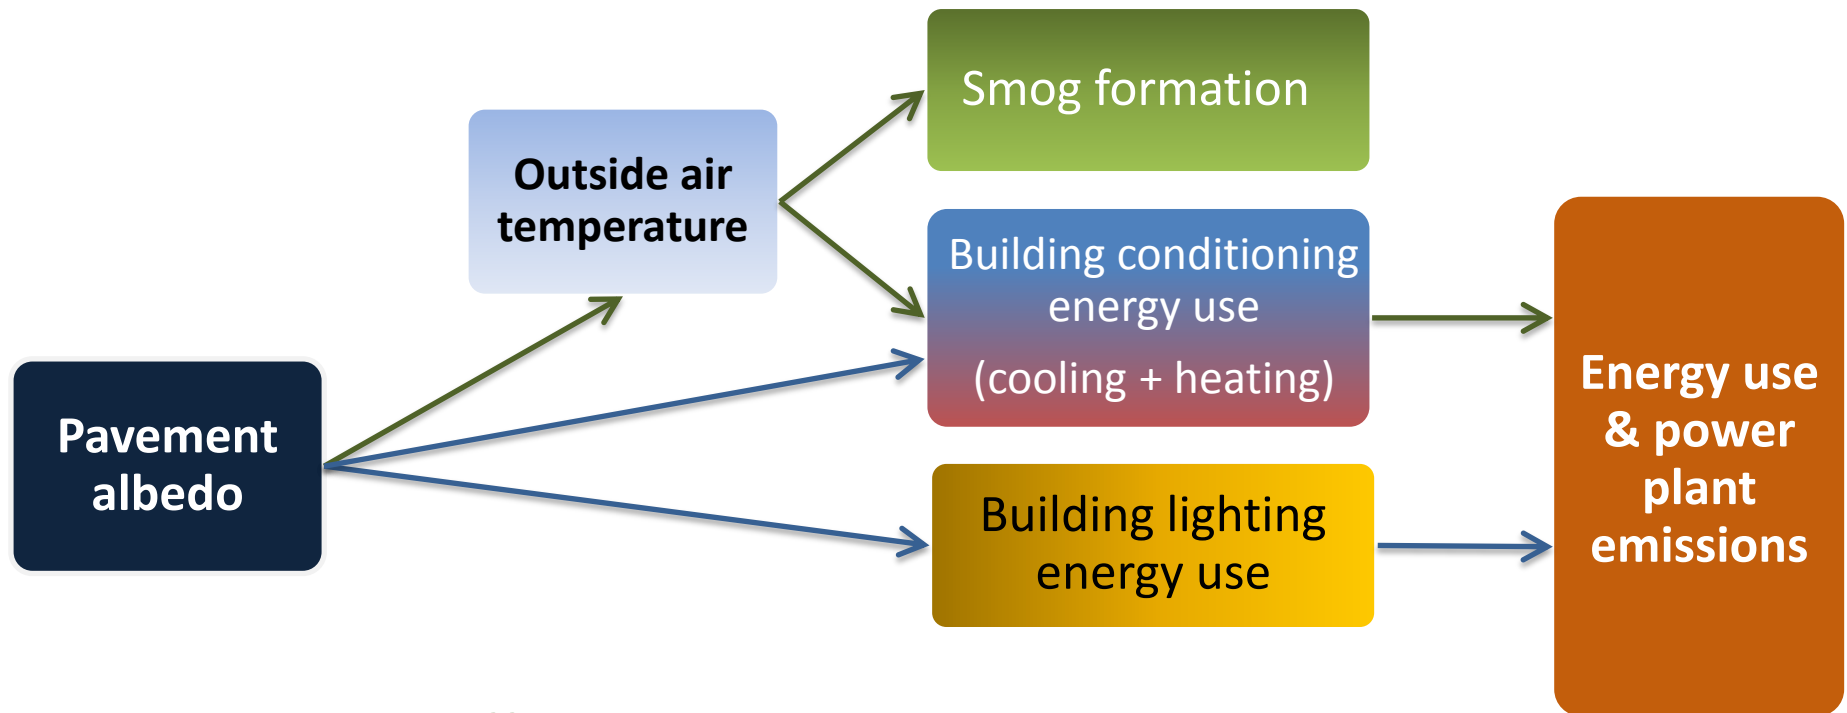 Smog formation
Outside air
temperature
Building conditioning
energy use
(cooling + heating)
Pavement
albedo
Energy use
& power
plant
emissions
Building lighting
energy use